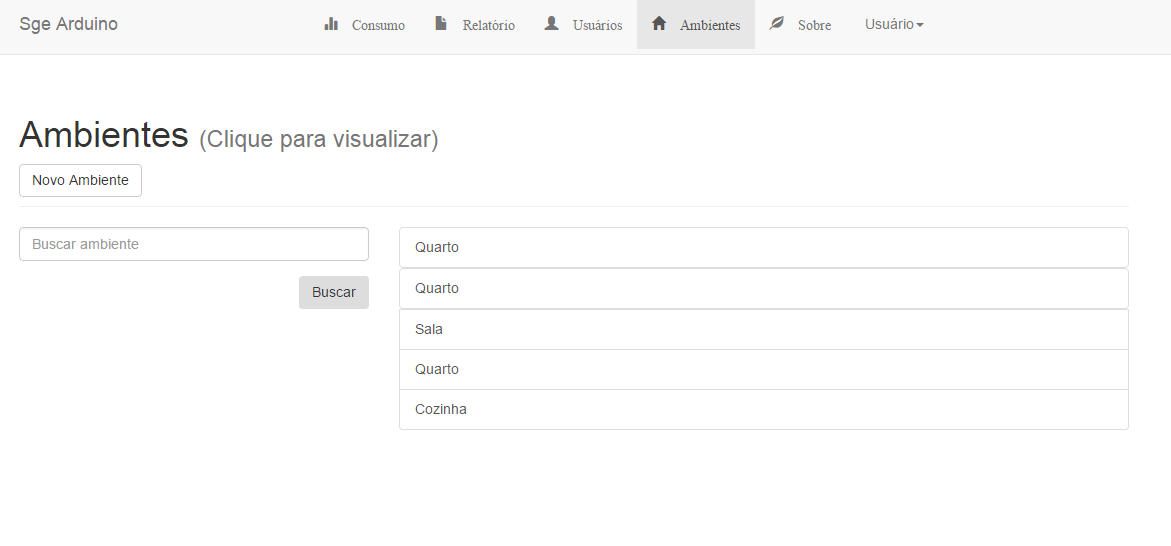 Sge Arduino Consumo Relatório Usuários Ambientes Sobre Usuário
Ambientes (Clique para visualizar)
Novo Ambiente
Buscar ambiente
Buscar
Quarto
Quarto
Sala
Quarto
Cozinha